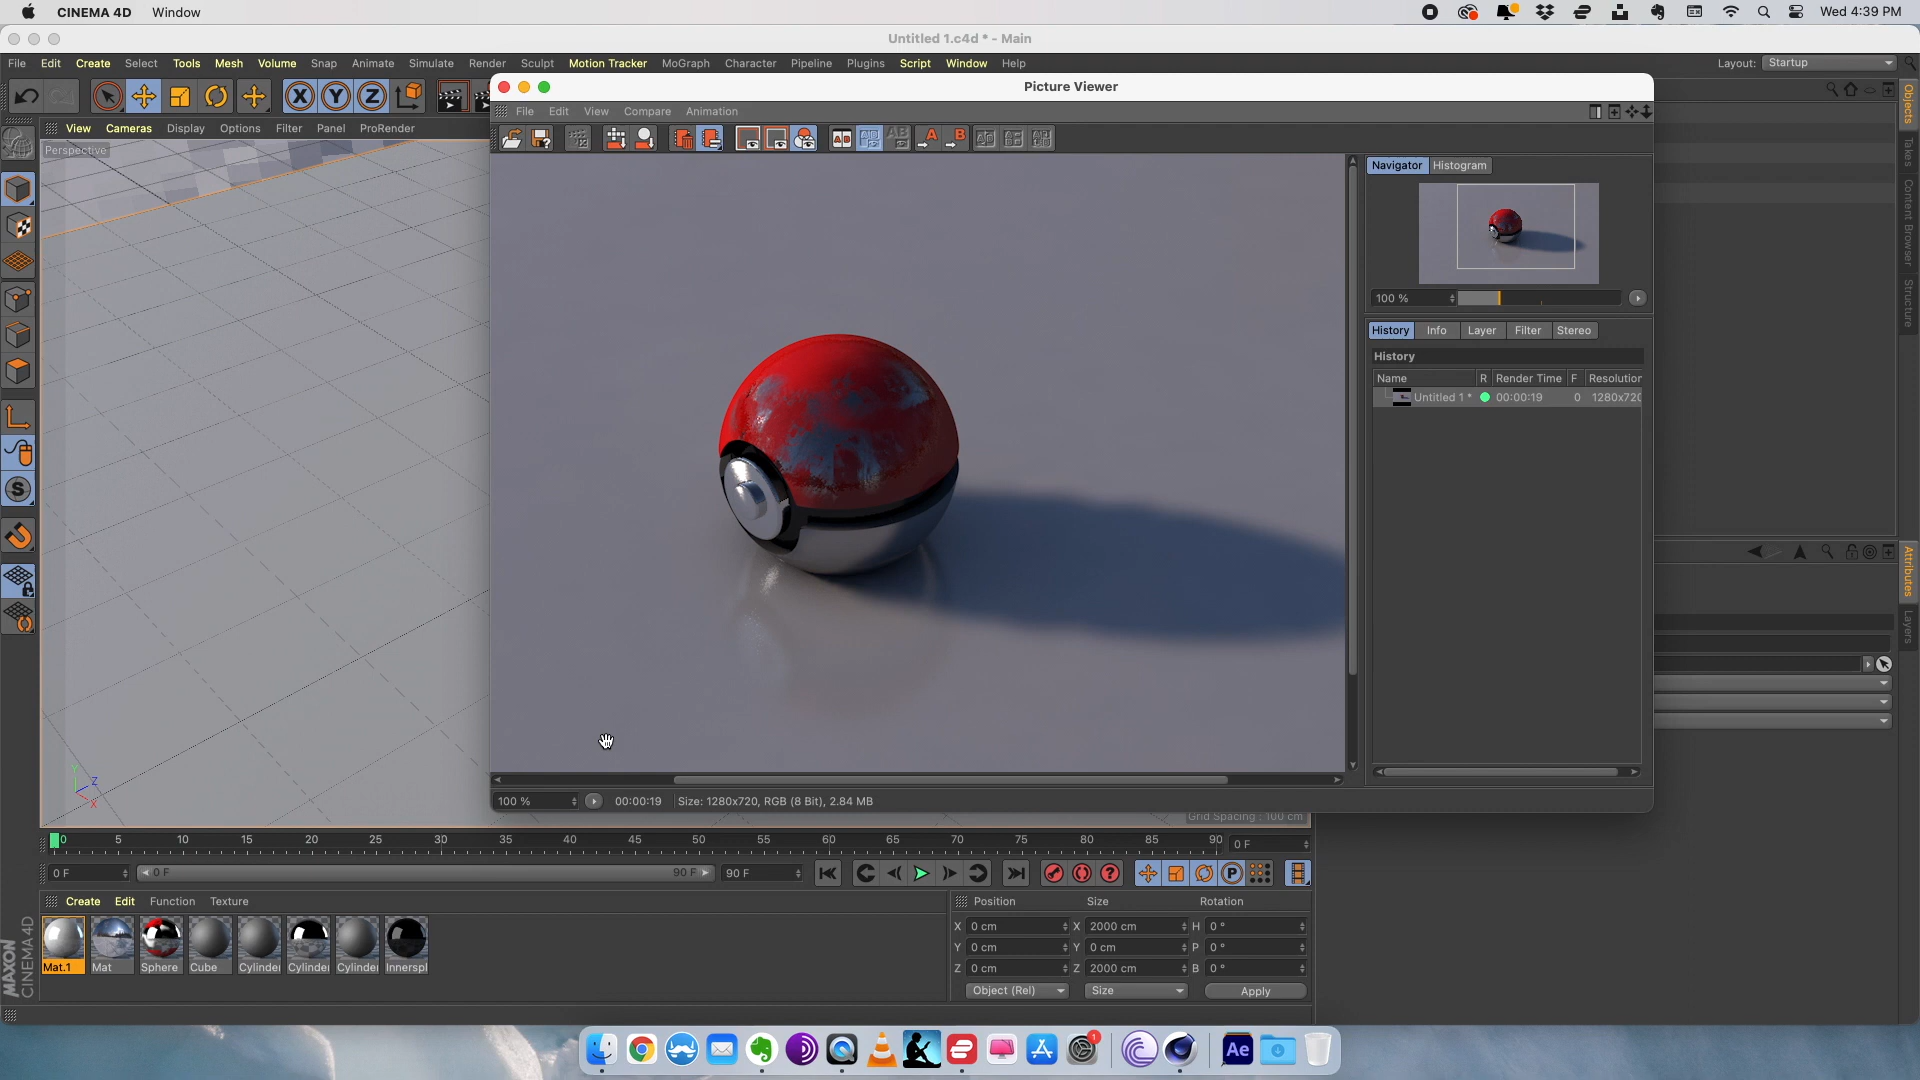 CINEMA 4D Window
Wed 4:39 PM
Untitled 1.c4d * - Main
File Edit Create Select Tools Mesh Volume Snap Animate Simulate Render Sculpt Motion Tracker MoGraph Character Pipeline Plugins Script Window Help
Layout: Startup
Picture Viewer
File Edit View Compare Animation
View Cameras Display Options Filter Panel ProRender
Perspective
Navigator Histogram
100 %
History Info Layer Filter Stereo
History
Name R Render Time F Resolution
Untitled 1 * 00:00:19 0 1280x720
Objects
Takes
Content Browser
Structure
Attributes
Layers
Y
Z
X
100 % 00:00:19 Size: 1280x720, RGB (8 Bit), 2.84 MB
Grid Spacing : 100 cm
0 5 10 15 20 25 30 35 40 45 50 55 60 65 70 75 80 85 90 0 F
0 F 0 F 90 F 90 F
Create Edit Function Texture
Mat.1 Mat Sphere Cube Cylinder Cylinder Cylinder Innerspl
Position Size Rotation
X 0 cm X 2000 cm H 0 °
Y 0 cm Y 0 cm P 0 °
Z 0 cm Z 2000 cm B 0 °
Object (Rel) Size Apply
MAXON
CINEMA4D
Ae
1